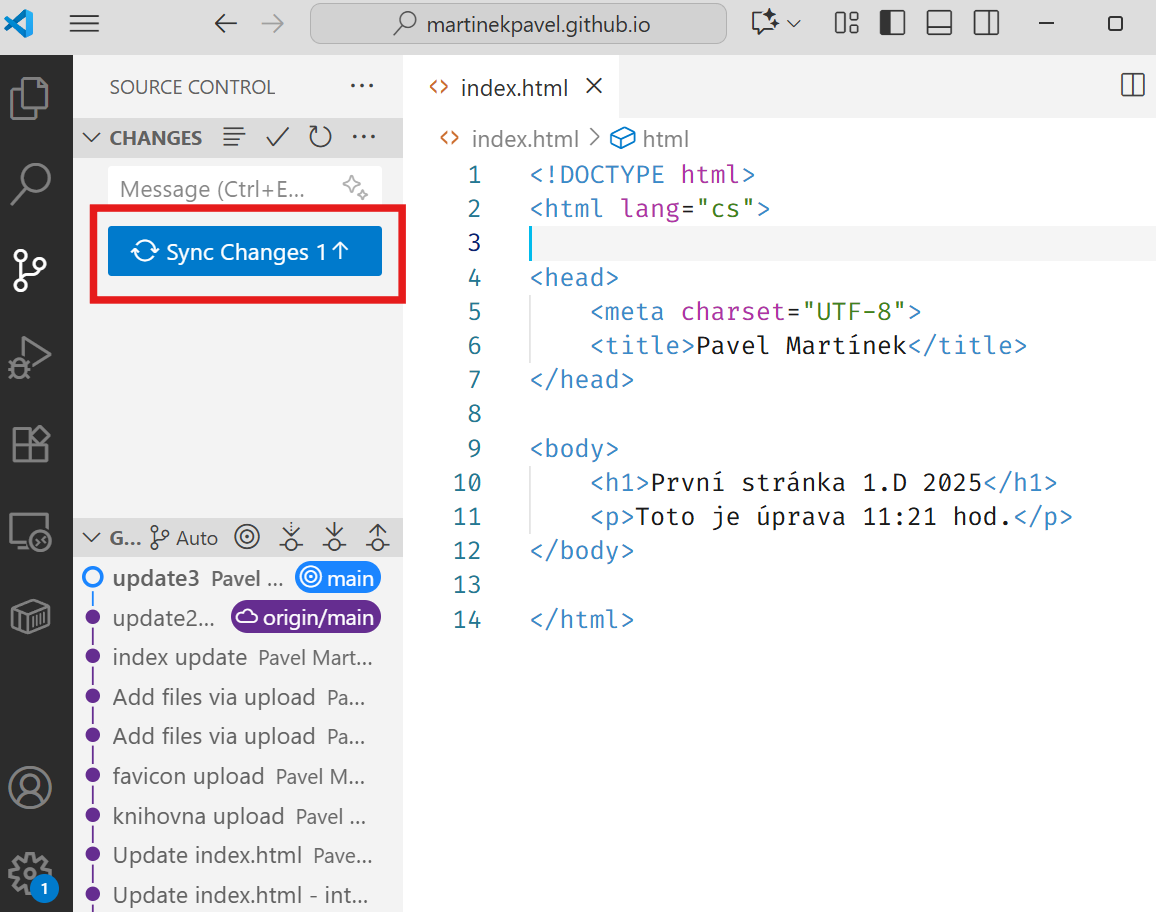 martinekpavel.github.io
SOURCE CONTROL ...
index.html
CHANGES ...
index.html > html
Message (Ctrl+E...
Sync Changes 1↑
1 <!DOCTYPE html>
2 <html lang="cs">
3
4 <head>
5 <meta charset="UTF-8">
6 <title>Pavel Martínek</title>
7 </head>
8
9 <body>
10 <h1>První stránka 1.D 2025</h1>
11 <p>Toto je úprava 11:21 hod.</p>
12 </body>
13
14 </html>
G... Auto
update3 Pavel ... main
update2... origin/main
index update Pavel Mart...
Add files via upload Pa...
Add files via upload Pa...
favicon upload Pavel M...
knihovna upload Pavel ...
Update index.html Pave...
Update index.html - int...
1